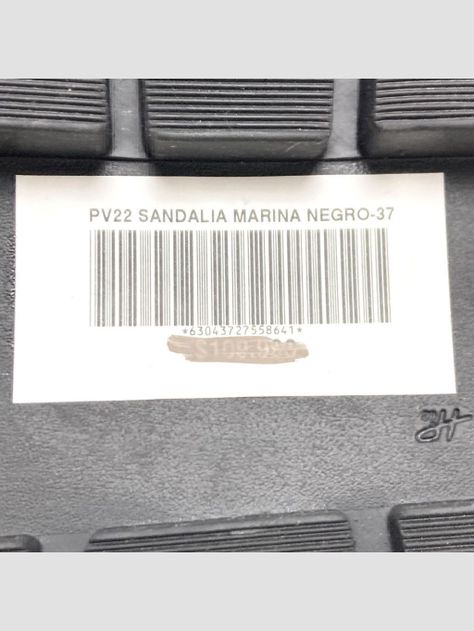 PV22 SANDALIA MARINA NEGRO-37
*63043727558641*